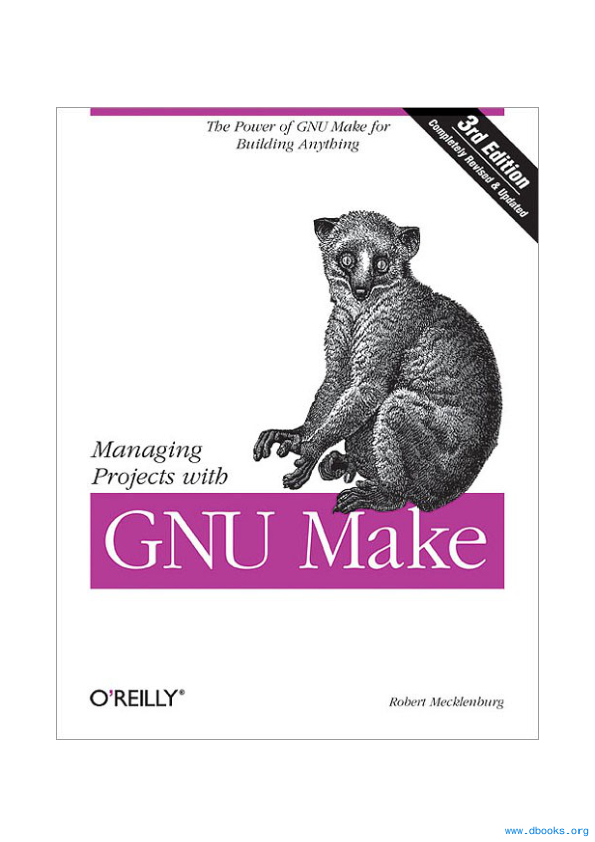 The Power of GNU Make for
Building Anything
3rd Edition
Completely Revised & Updated
Managing
Projects with
GNU Make
O'REILLY®
Robert Mecklenburg
www.dbooks.org